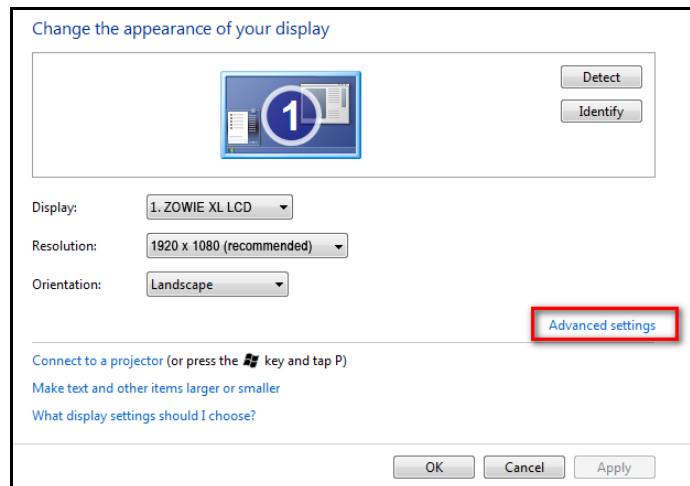 Change the appearance of your display
1
Detect
Identify
Display:
1. ZOWIE XL LCD
Resolution:
1920 x 1080 (recommended)
Orientation:
Landscape
Advanced settings
Connect to a projector (or press the key and tap P)
Make text and other items larger or smaller
What display settings should I choose?
OK Cancel Apply